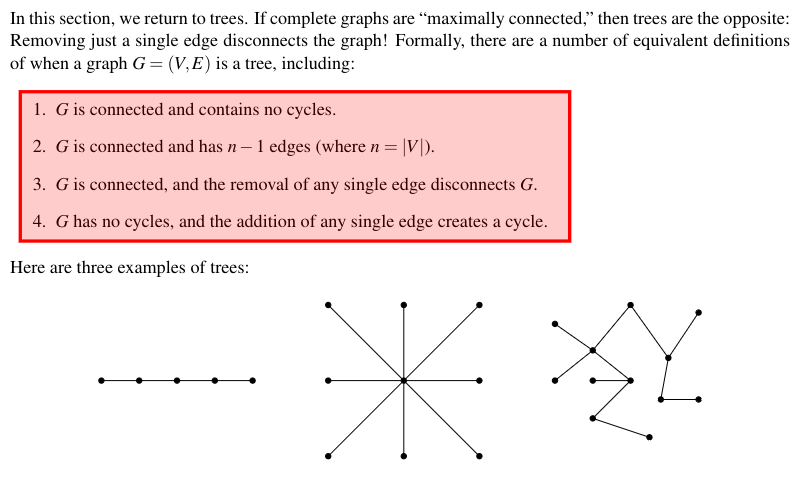 In this section, we return to trees. If complete graphs are “maximally connected,” then trees are the opposite:
Removing just a single edge disconnects the graph! Formally, there are a number of equivalent definitions
of when a graph G = (V,E) is a tree, including:
1. G is connected and contains no cycles.
2. G is connected and has n − 1 edges (where n = |V|).
3. G is connected, and the removal of any single edge disconnects G.
4. G has no cycles, and the addition of any single edge creates a cycle.
Here are three examples of trees: